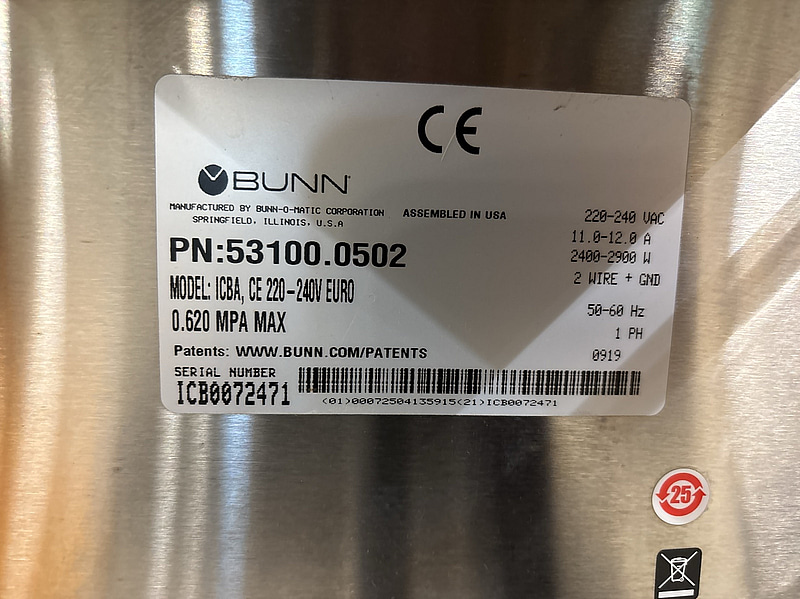 CE
BUNN
MANUFACTURED BY BUNN-O-MATIC CORPORATION ASSEMBLED IN USA
SPRINGFIELD, ILLINOIS, U.S.A
PN:53100.0502
MODEL: ICBA, CE 220-240V EURO
0.620 MPA MAX
Patents: WWW.BUNN.COM/PATENTS
SERIAL NUMBER
ICB0072471
(01)00072504135915(21)ICB0072471
220-240 VAC
11.0-12.0 A
2400-2900 W
2 WIRE + GND
50-60 Hz
1 PH
0919
25